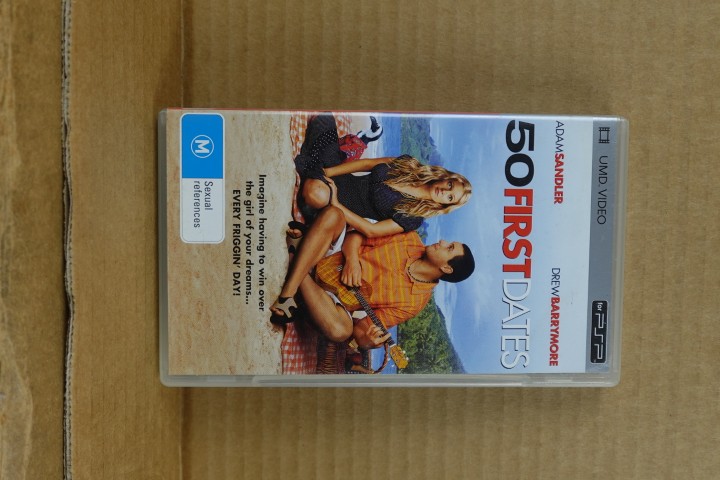 UMD. VIDEO
for PSP
ADAM SANDLER DREW BARRYMORE
50 FIRST DATES
Imagine having to win over
the girl of your dreams...
EVERY FRIGGIN' DAY!
M
Sexual
references